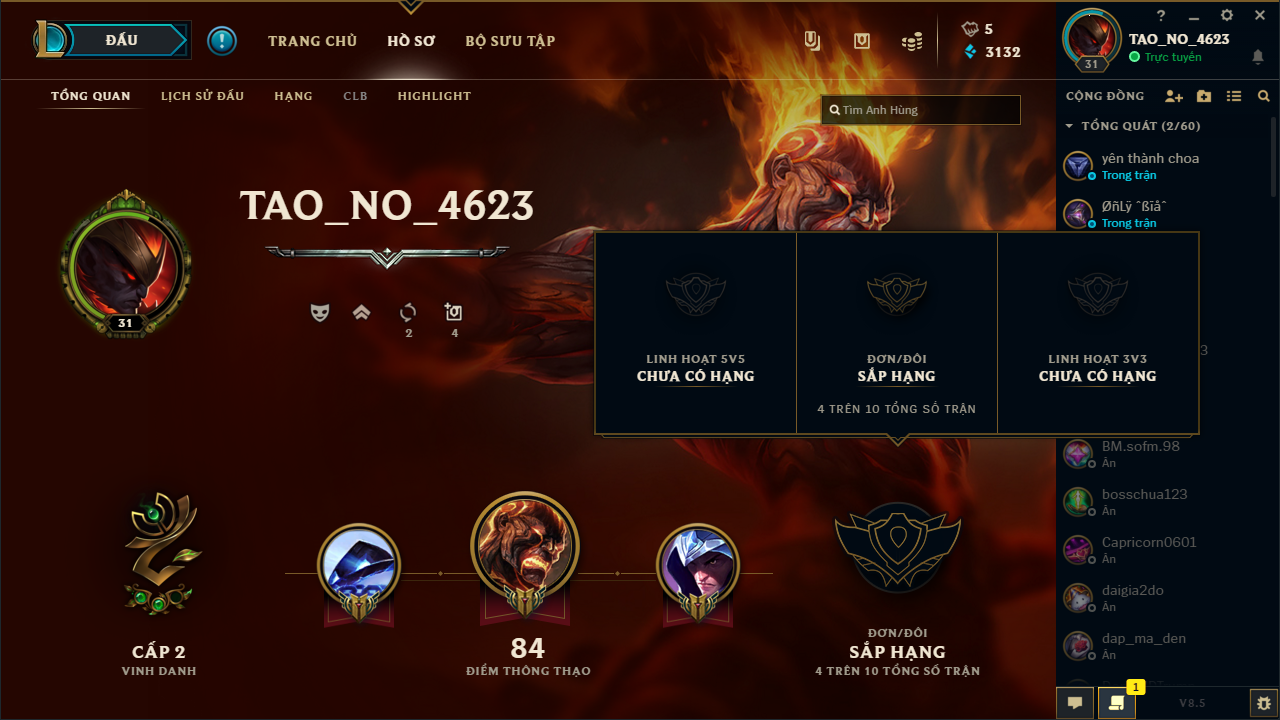 ĐẤU
TRANG CHỦ
HỒ SƠ
BỘ SƯU TẬP
5
3132
?
TAO_NO_4623
Trực tuyến
31
TỔNG QUAN
LỊCH SỬ ĐẤU
HẠNG
CLB
HIGHLIGHT
Tìm Anh Hùng
CỘNG ĐỒNG
TỔNG QUÁT (2/60)
yên thành choa
Trong trận
ØñLÿ ˆßïåˆ
Trong trận
TAO_NO_4623
31
2
4
LINH HOẠT 5V5
CHƯA CÓ HẠNG
ĐƠN/ĐÔI
SẮP HẠNG
4 TRÊN 10 TỔNG SỐ TRẬN
LINH HOẠT 3V3
CHƯA CÓ HẠNG
3
BM.sofm.98
Ẩn
bosschua123
Ẩn
Capricorn0601
Ẩn
daigia2do
Ẩn
dap_ma_den
Ẩn
CẤP 2
VINH DANH
84
ĐIỂM THÔNG THẠO
ĐƠN/ĐÔI
SẮP HẠNG
4 TRÊN 10 TỔNG SỐ TRẬN
1
V8.5